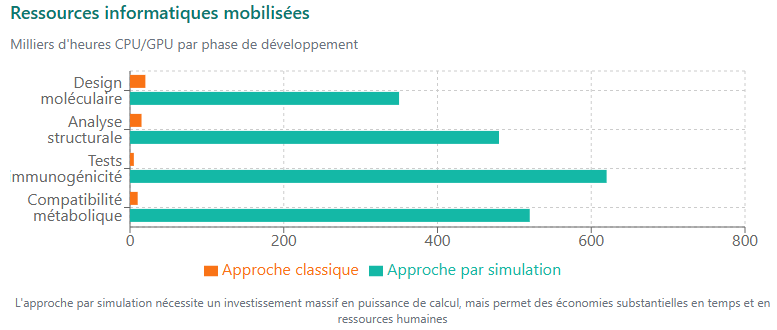 Ressources informatiques mobilisées
Milliers d'heures CPU/GPU par phase de développement
Design
moléculaire
Analyse
structurale
Tests
immunogénicité
Compatibilité
métabolique
0
200
400
600
800
Approche classique
Approche par simulation
L'approche par simulation nécessite un investissement massif en puissance de calcul, mais permet des économies substantielles en temps et en
ressources humaines